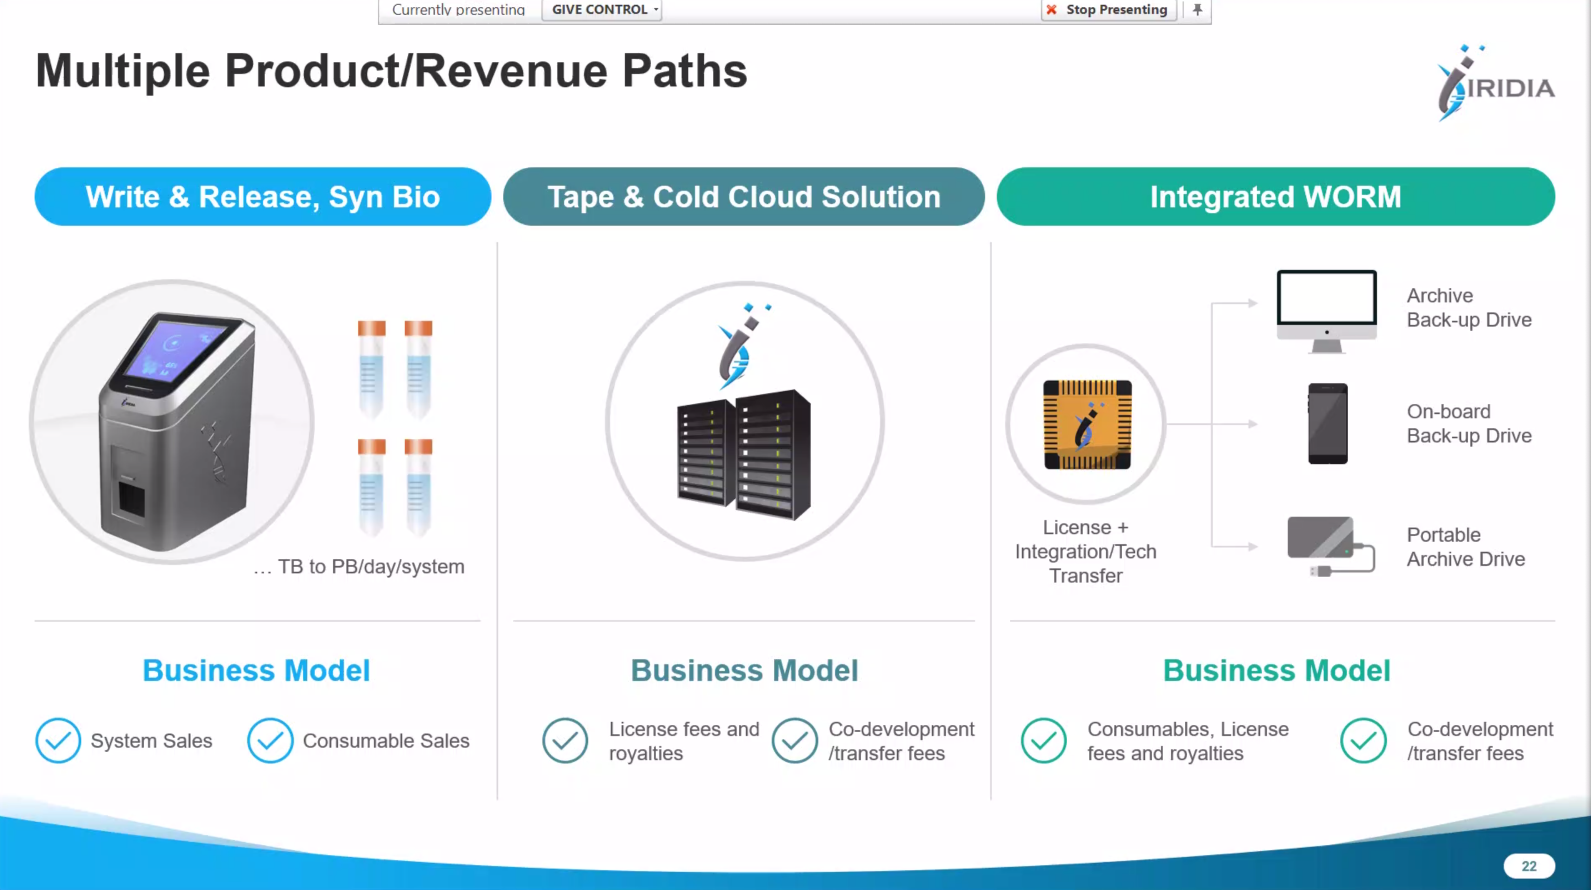 Currently presenting
GIVE CONTROL
Stop Presenting
Multiple Product/Revenue Paths
IRIDIA
Write & Release, Syn Bio
Tape & Cold Cloud Solution
Integrated WORM
... TB to PB/day/system
License +
Integration/Tech
Transfer
Archive
Back-up Drive
On-board
Back-up Drive
Portable
Archive Drive
Business Model
System Sales
Consumable Sales
Business Model
License fees and
royalties
Co-development
/transfer fees
Business Model
Consumables, License
fees and royalties
Co-development
/transfer fees
22